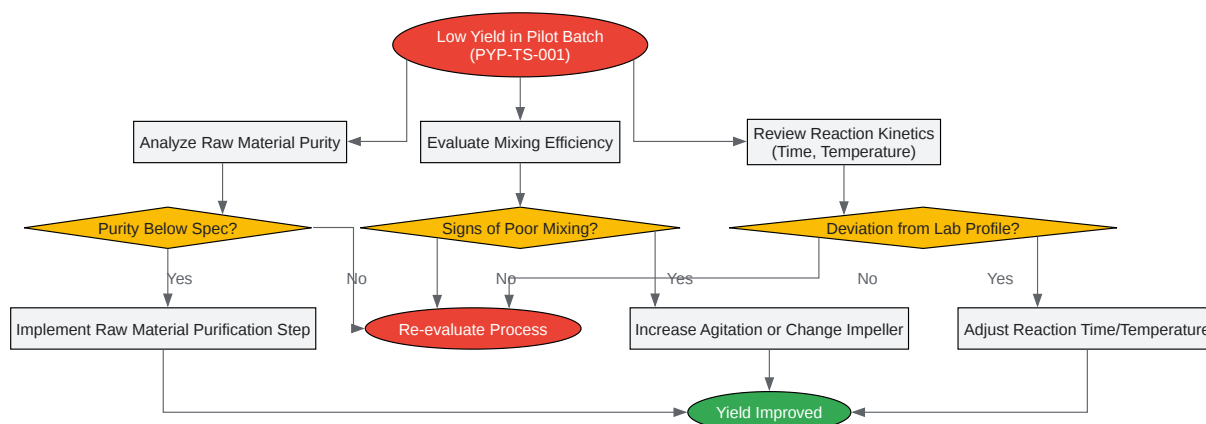 Low Yield in Pilot Batch
(PYP-TS-001)
Analyze Raw Material Purity
Evaluate Mixing Efficiency
Review Reaction Kinetics
(Time, Temperature)
Purity Below Spec?
Signs of Poor Mixing?
Deviation from Lab Profile?
Yes
No
No
Yes
No
Yes
Implement Raw Material Purification Step
Re-evaluate Process
Increase Agitation or Change Impeller
Adjust Reaction Time/Temperature
Yield Improved